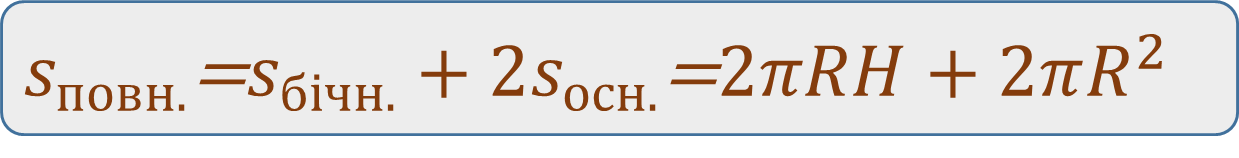 sповн.=sбічн. + 2sосн.=2πRH + 2πR²